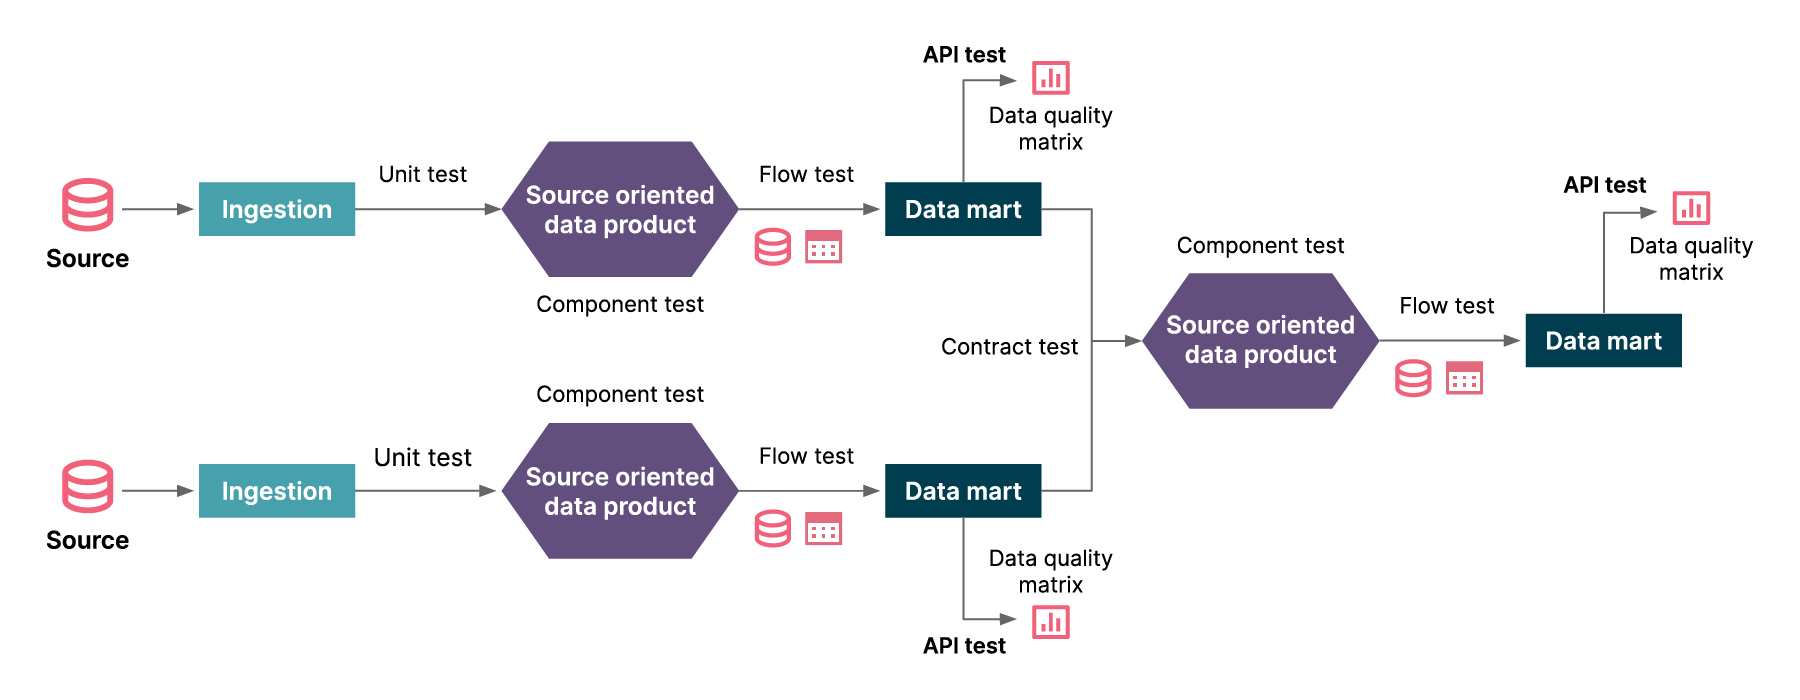 API test
Data quality
matrix
Unit test
Flow test
Source oriented
data product
Ingestion
Data mart
Source
Component test
API test
Data quality
matrix
Component test
Flow test
Source oriented
data product
Data mart
Contract test
Component test
Unit test
Flow test
Source oriented
data product
Ingestion
Data mart
Source
Data quality
matrix
API test